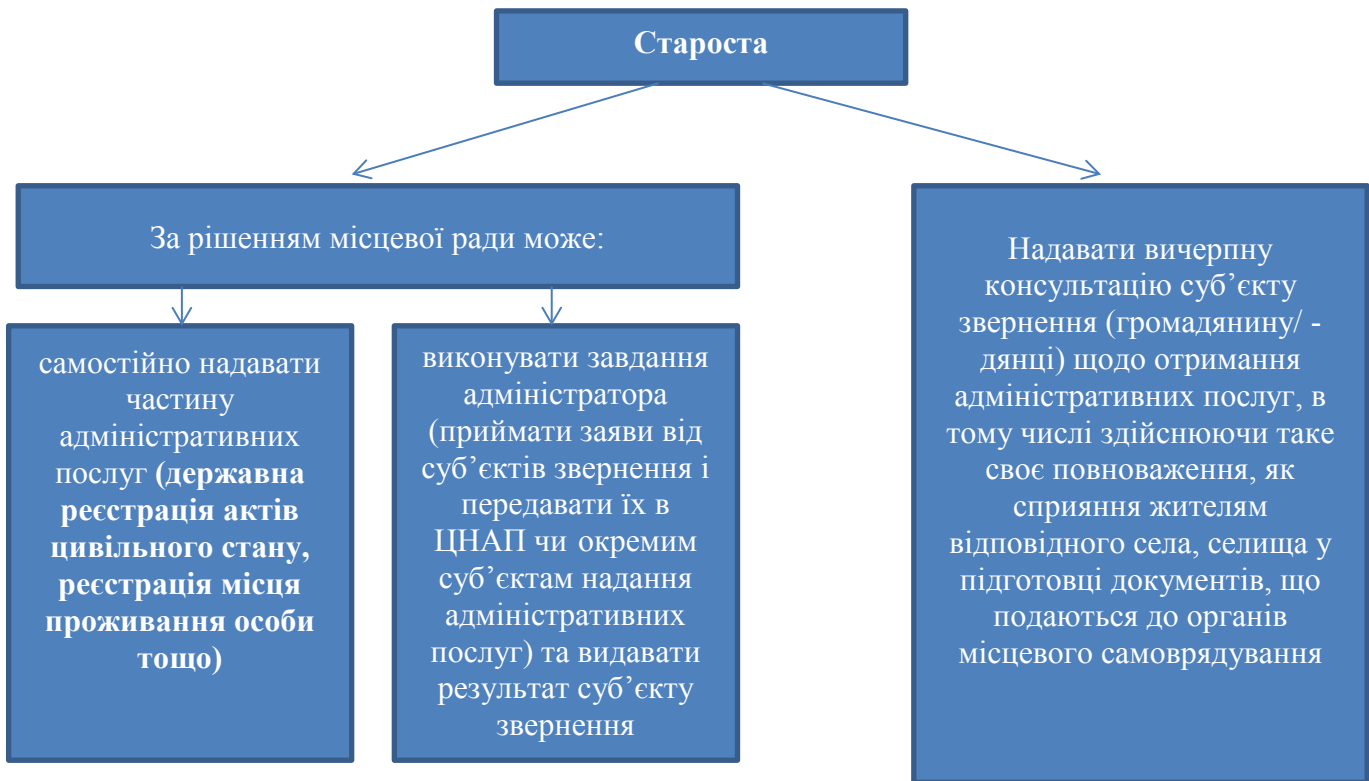 Староста
За рішенням місцевої ради може:
самостійно надавати
частину
адміністративних
послуг (державна
реєстрація актів
цивільного стану,
реєстрація місця
проживання особи
тощо)
виконувати завдання
адміністратора
(приймати заяви від
суб’єктів звернення і
передавати їх в
ЦНАП чи окремим
суб’єктам надання
адміністративних
послуг) та видавати
результат суб’єкту
звернення
Надавати вичерпну
консультацію суб’єкту
звернення (громадянину/ -
дянці) щодо отримання
адміністративних послуг, в
тому числі здійснюючи таке
своє повноваження, як
сприяння жителям
відповідного села, селища у
підготовці документів, що
подаються до органів
місцевого самоврядування